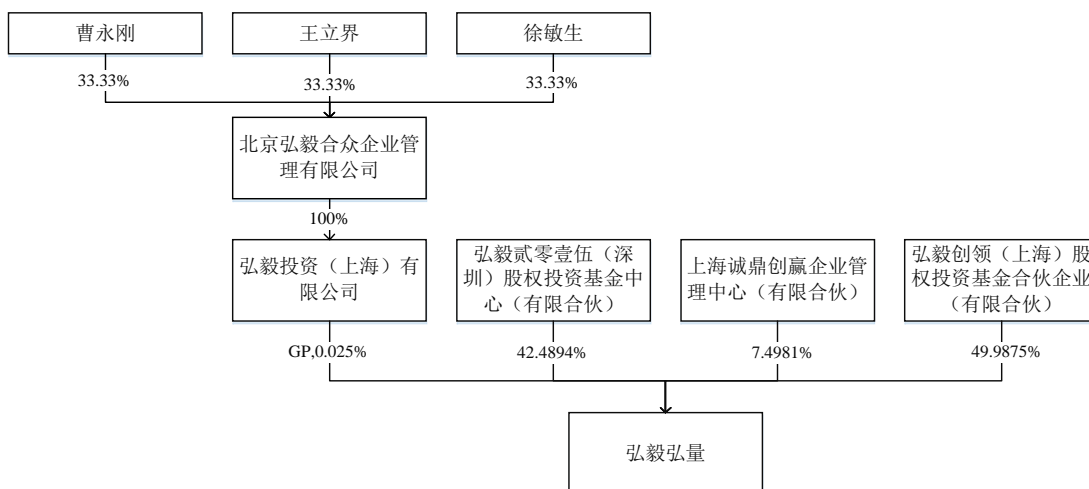 曹永刚
王立界
徐敏生
33.33%
33.33%
33.33%
北京弘毅合众企业管
理有限公司
100%
弘毅投资（上海）有
限公司
弘毅贰零壹伍（深
圳）股权投资基金中
心（有限合伙）
上海诚鼎创赢企业管
理中心（有限合伙）
弘毅创领（上海）股
权投资基金合伙企业
（有限合伙）
GP,0.025%
42.4894%
7.4981%
49.9875%
弘毅弘量